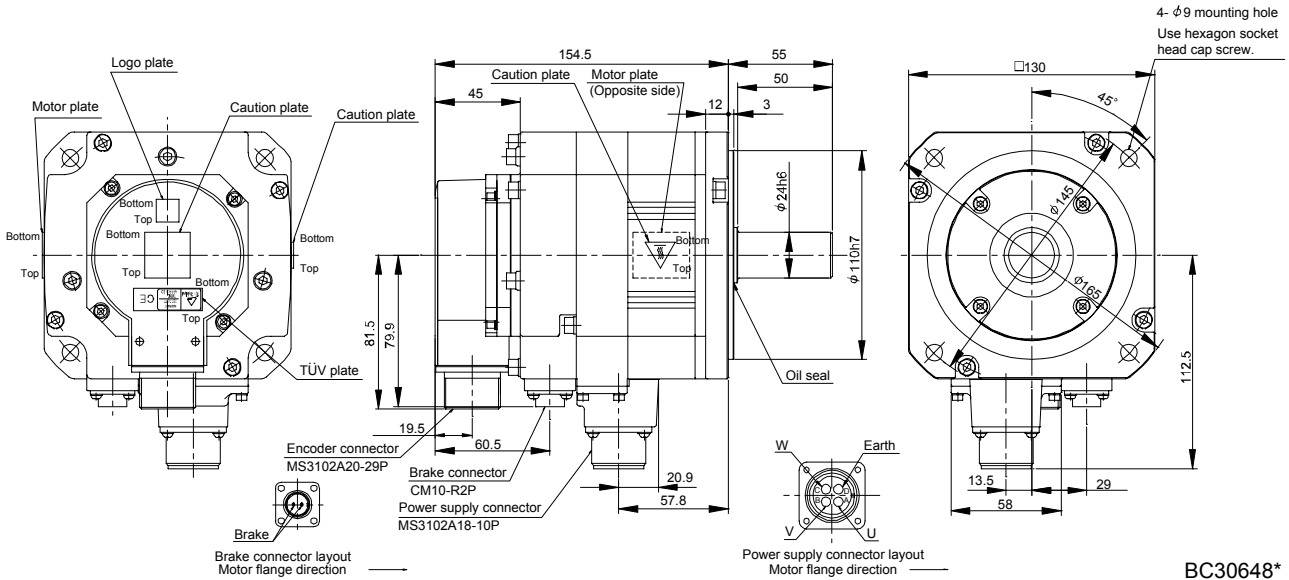 4- ϕ9 mounting hole
Use hexagon socket
head cap screw.
Logo plate
Motor plate
Caution plate
Caution plate
Bottom
Top
Bottom
Top
Bottom
Top
Bottom
Top
Bottom
Top
TÜV plate
154.5
55
Caution plate
Motor plate
(Opposite side)
50
45
12
3
Bottom
Top
ϕ24h6
ϕ110h7
81.5
79.9
Oil seal
19.5
60.5
Encoder connector
MS3102A20-29P
Brake connector
CM10-R2P
Power supply connector
MS3102A18-10P
20.9
57.8
□130
45°
ϕ145
ϕ165
112.5
13.5
29
58
Brake
Brake connector layout
Motor flange direction
W
Earth
C
D
B
A
V
U
Power supply connector layout
Motor flange direction
BC30648*